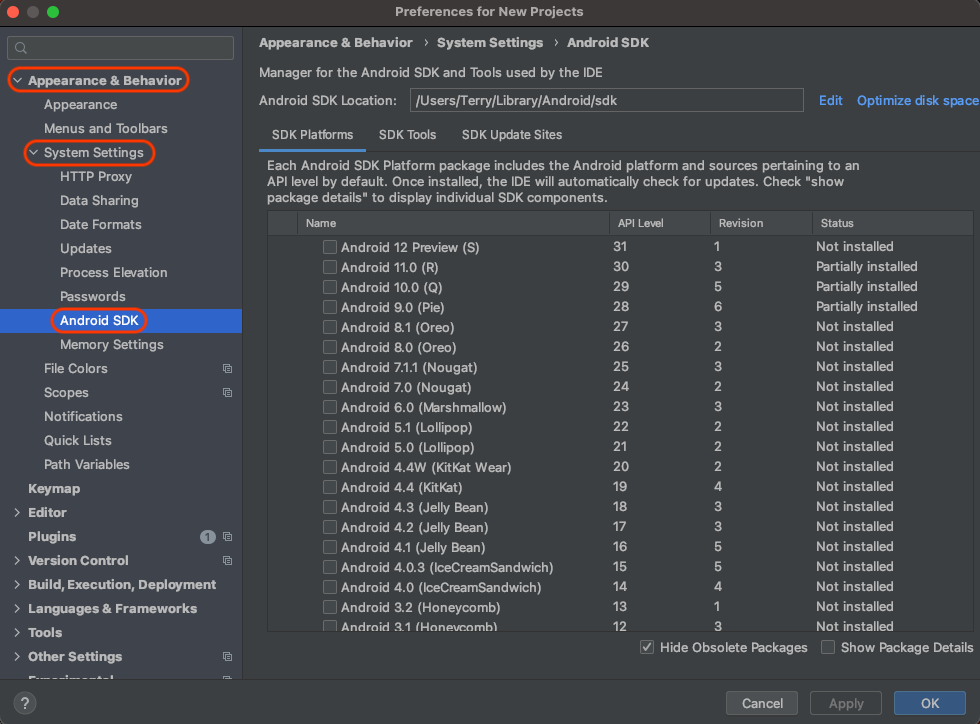 Preferences for New Projects
Appearance & Behavior
Appearance
Menus and Toolbars
System Settings
HTTP Proxy
Data Sharing
Date Formats
Updates
Process Elevation
Passwords
Android SDK
Memory Settings
File Colors
Scopes
Notifications
Quick Lists
Path Variables
Keymap
Editor
Plugins 1
Version Control
Build, Execution, Deployment
Languages & Frameworks
Tools
Other Settings
Experimental
?
Appearance & Behavior › System Settings › Android SDK
Manager for the Android SDK and Tools used by the IDE
Android SDK Location: /Users/Terry/Library/Android/sdk Edit Optimize disk space
SDK Platforms SDK Tools SDK Update Sites
Each Android SDK Platform package includes the Android platform and sources pertaining to an
API level by default. Once installed, the IDE will automatically check for updates. Check "show
package details" to display individual SDK components.
Name API Level Revision Status
Android 12 Preview (S) 31 1 Not installed
Android 11.0 (R) 30 3 Partially installed
Android 10.0 (Q) 29 5 Partially installed
Android 9.0 (Pie) 28 6 Partially installed
Android 8.1 (Oreo) 27 3 Not installed
Android 8.0 (Oreo) 26 2 Not installed
Android 7.1.1 (Nougat) 25 3 Not installed
Android 7.0 (Nougat) 24 2 Not installed
Android 6.0 (Marshmallow) 23 3 Not installed
Android 5.1 (Lollipop) 22 2 Not installed
Android 5.0 (Lollipop) 21 2 Not installed
Android 4.4W (KitKat Wear) 20 2 Not installed
Android 4.4 (KitKat) 19 4 Not installed
Android 4.3 (Jelly Bean) 18 3 Not installed
Android 4.2 (Jelly Bean) 17 3 Not installed
Android 4.1 (Jelly Bean) 16 5 Not installed
Android 4.0.3 (IceCreamSandwich) 15 5 Not installed
Android 4.0 (IceCreamSandwich) 14 4 Not installed
Android 3.2 (Honeycomb) 13 1 Not installed
Android 3.1 (Honeycomb) 12 3 Not installed
Hide Obsolete Packages Show Package Details
Cancel Apply OK